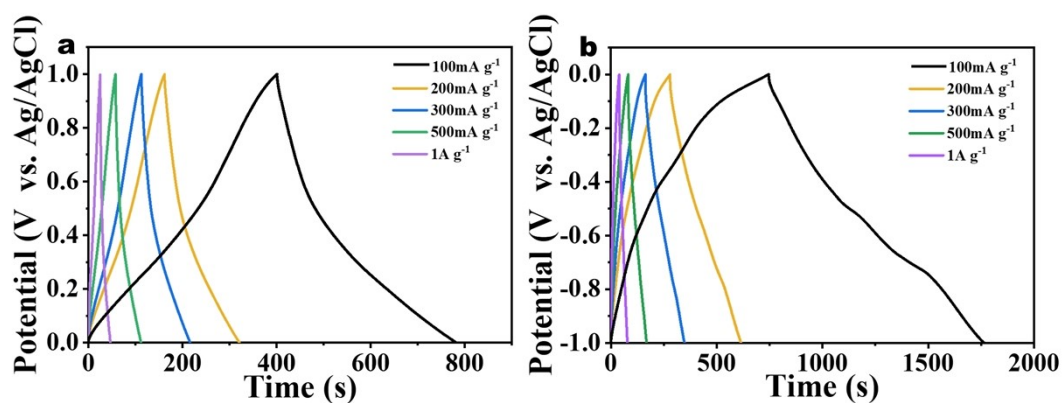 a
Potential (V vs. Ag/AgCl)
1.0
0.8
0.6
0.4
0.2
0.0
100mA g⁻¹
200mA g⁻¹
300mA g⁻¹
500mA g⁻¹
1A g⁻¹
0 200 400 600 800
Time (s)
b
Potential (V vs. Ag/AgCl)
0.0
-0.2
-0.4
-0.6
-0.8
-1.0
100mA g⁻¹
200mA g⁻¹
300mA g⁻¹
500mA g⁻¹
1A g⁻¹
0 500 1000 1500 2000
Time (s)